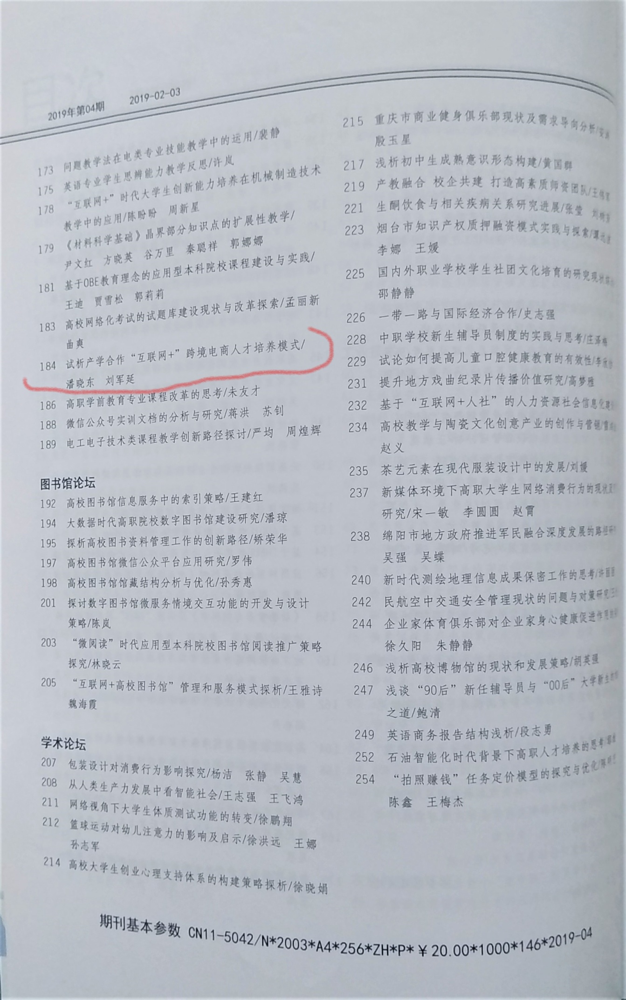 2019年第04期 2019-02-03
173 问题教学法在电类专业技能教学中的运用/裴静
175 英语专业学生思辨能力教学反思/许岚
178 “互联网+”时代大学生创新能力培养在机械制造技术
教学中的应用/陈盼盼 周新星
179 《材料科学基础》晶界部分知识点的扩展性教学/
尹文红 方晓英 谷万里 秦聪祥 郭娜娜
181 基于OBE教育理念的应用型本科院校课程建设与实践/
王迪 贾雪松 郭莉莉
183 高校网络化考试的试题库建设现状与改革探索/孟丽新
曲爽
184 试析产学合作“互联网+”跨境电商人才培养模式/
潘晓东 刘军延
186 高职学前教育专业课程改革的思考/朱友才
188 微信公众号实训文档的分析与研究/蒋洪 苏钊
189 电工电子技术类课程教学创新路径探讨/严均 周煌辉
图书馆论坛
192 高校图书馆信息服务中的索引策略/王建红
194 大数据时代高职院校数字图书馆建设研究/潘琼
195 探析高校图书资料管理工作的创新路径/矫荣华
197 高校图书馆微信公众平台应用研究/罗伟
198 高校图书馆馆藏结构分析与优化/孙秀惠
201 探讨数字图书馆微服务情境交互功能的开发与设计
策略/陈岚
203 “微阅读”时代应用型本科院校图书馆阅读推广策略
探究/林晓云
205 “互联网+高校图书馆”管理和服务模式探析/王雅诗
魏海霞
学术论坛
207 包装设计对消费行为影响探究/杨洁 张静 吴慧
208 从人类生产力发展中看智能社会/王志强 王飞鸿
211 网络视角下大学生体质测试功能的转变/徐鹏翔
212 篮球运动对幼儿注意力的影响及启示/徐洪远 王娜
孙志军
214 高校大学生创业心理支持体系的构建策略探析/徐晓娟
215 重庆市商业健身俱乐部现状及需求导向分析/
殷玉星
217 浅析初中生成熟意识形态构建/黄国群
219 产教融合 校企共建 打造高素质师资团队/王伟
221 生酮饮食与相关疾病关系研究进展/张莹
223 烟台市知识产权质押融资模式实践与探索/
李娜 王媛
225 国内外职业学校学生社团文化培育的研究现状
邵静静
226 一带一路与国际经济合作/史志强
228 中职学校新生辅导员制度的实践与思考/庄泽
229 试论如何提高儿童口腔健康教育的有效性/李
231 提升地方戏曲纪录片传播价值研究/高梦雅
232 基于“互联网+人社”的人力资源社会信息化建
234 高校教学与陶瓷文化创意产业的创作与营销/
赵义
235 茶艺元素在现代服装设计中的发展/刘媛
237 新媒体环境下高职大学生网络消费行为的现状及
研究/宋一敏 李圆圆 赵霄
238 绵阳市地方政府推进军民融合深度发展的路径研
吴强 吴蝶
240 新时代测绘地理信息成果保密工作的思考/许丽丽
242 民航空中交通安全管理现状的问题与对策研究/
244 企业家体育俱乐部对企业家身心健康促进作用
徐久阳 朱静静
246 浅析高校博物馆的现状和发展策略/胡英强
247 浅谈“90后”新任辅导员与“00后”大学新生
之道/鲍清
249 英语商务报告结构浅析/段志勇
252 石油智能化时代背景下高职人才培养的思考/
254 “拍照赚钱”任务定价模型的探究与优化/陈明
陈鑫 王梅杰
期刊基本参数 CN11-5042/N*2003*A4*256*ZH*P*￥20.00*1000*146*2019-04